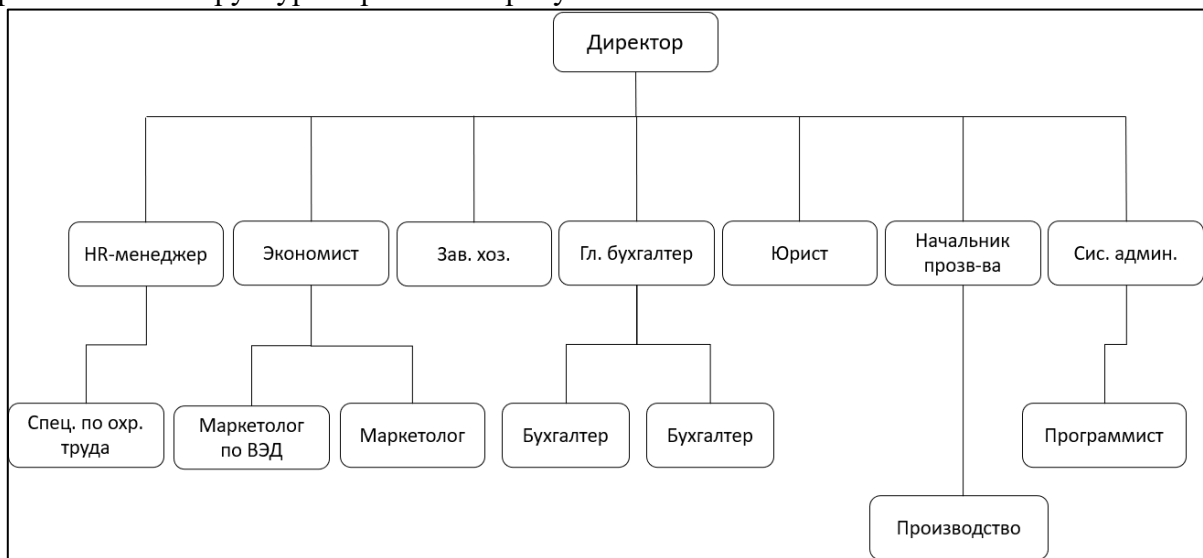 Директор
HR-менеджер
Экономист
Зав. хоз.
Гл. бухгалтер
Юрист
Начальник
прозв-ва
Сис. админ.
Спец. по охр.
труда
Маркетолог
по ВЭД
Маркетолог
Бухгалтер
Бухгалтер
Программист
Производство